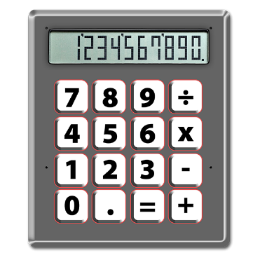 1234567890.
7 8 9 ÷
4 5 6 x
1 2 3 -
0 . = +